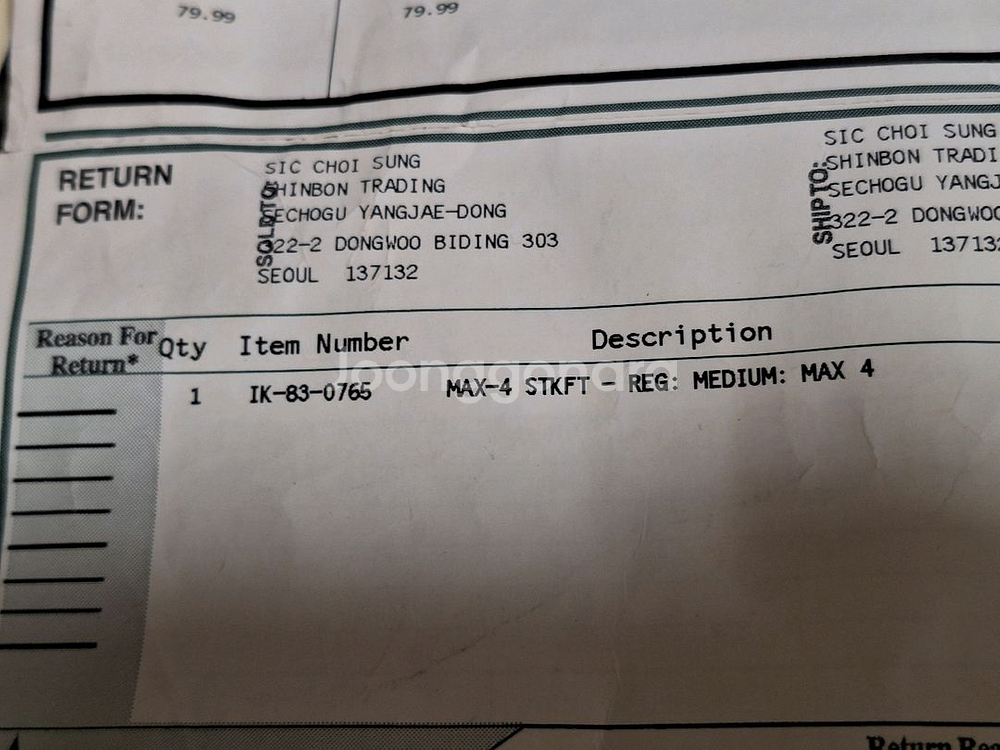 79.99 79.99
RETURN FORM:
SOLD TO:
SIC CHOI SUNG
SHINBON TRADING
SECHOGU YANGJAE-DONG
322-2 DONGWOO BIDING 303
SEOUL 137132
SHIP TO:
SIC CHOI SUNG
SHINBON TRADI
SECHOGU YANGJ
322-2 DONGWOO
SEOUL 137132
Reason For Return* Qty Item Number Description
1 IK-83-0765 MAX-4 STKFT - REG: MEDIUM: MAX 4
joonggonara
Return